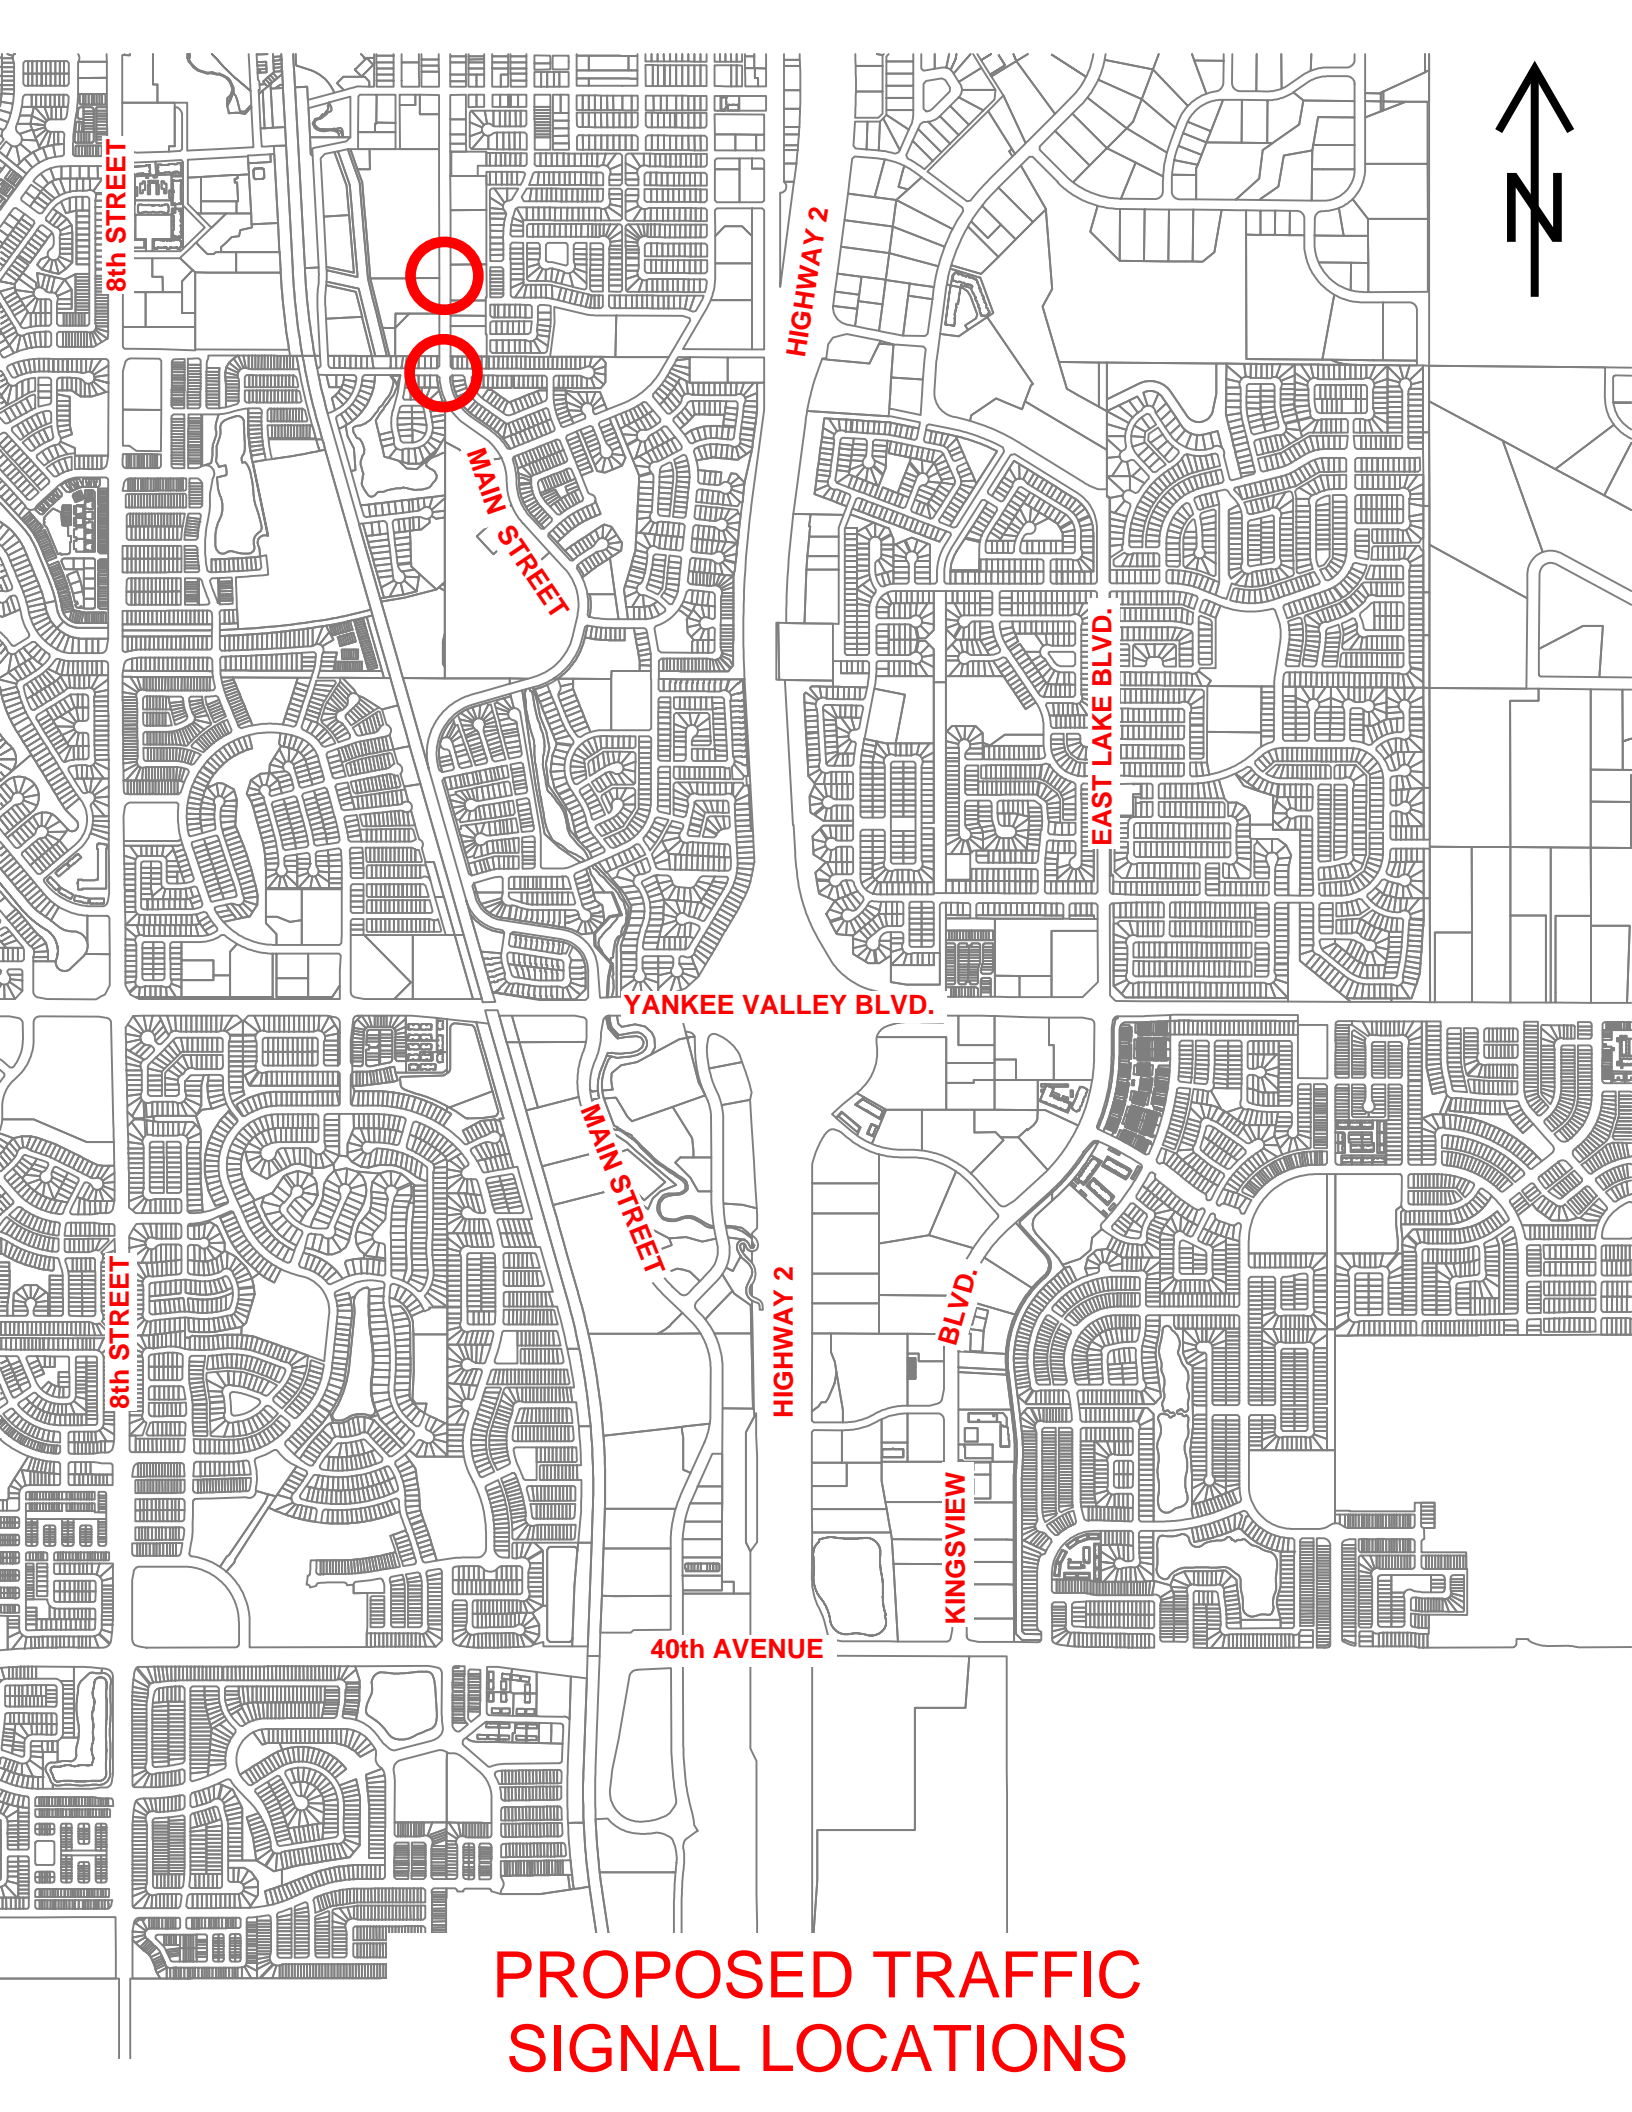 N
8th STREET
HIGHWAY 2
MAIN STREET
EAST LAKE BLVD.
YANKEE VALLEY BLVD.
MAIN STREET
8th STREET
HIGHWAY 2
KINGSVIEW BLVD.
40th AVENUE
PROPOSED TRAFFIC
SIGNAL LOCATIONS